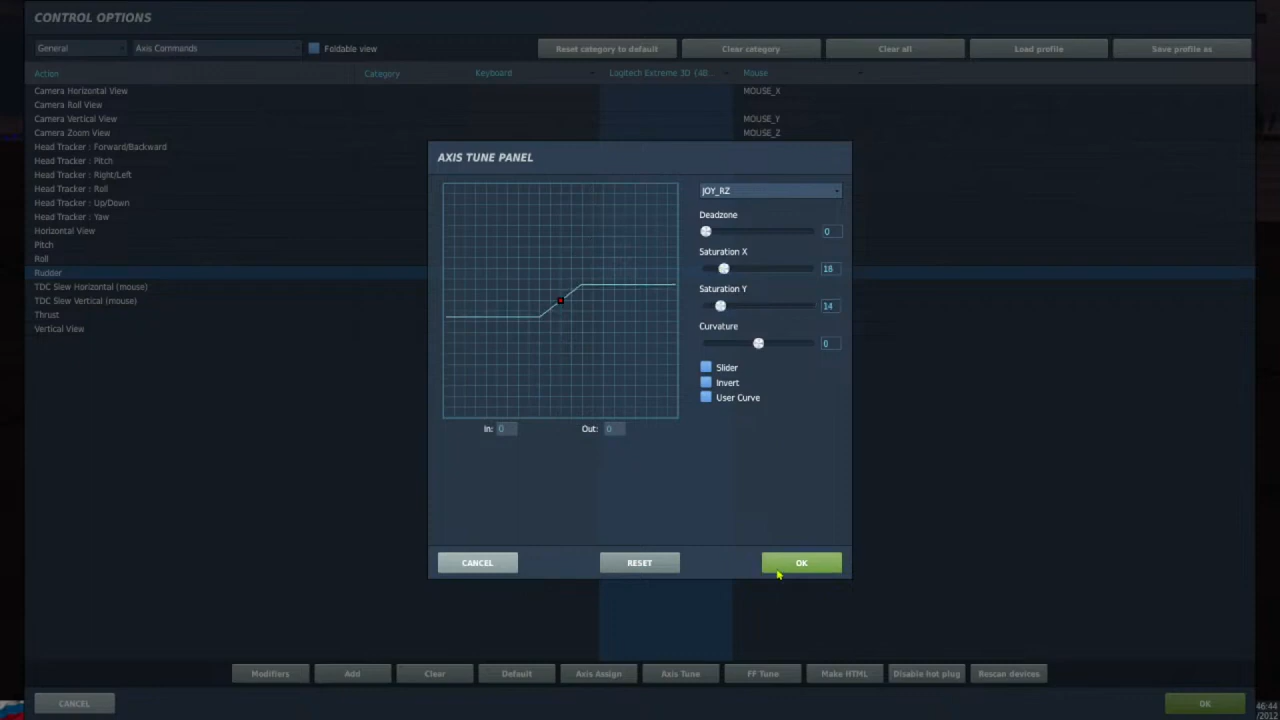 CONTROL OPTIONS
General Axis Commands Foldable view Reset category to default Clear category Clear all Load profile Save profile as
Action Category Keyboard Logitech Extreme 3D (4B... Mouse
Camera Horizontal View MOUSE_X
Camera Roll View
Camera Vertical View MOUSE_Y
Camera Zoom View MOUSE_Z
Head Tracker : Forward/Backward
Head Tracker : Pitch
Head Tracker : Right/Left
Head Tracker : Roll
Head Tracker : Up/Down
Head Tracker : Yaw
Horizontal View
Pitch
Roll
Rudder
TDC Slew Horizontal (mouse)
TDC Slew Vertical (mouse)
Thrust
Vertical View
AXIS TUNE PANEL
JOY_RZ
Deadzone
0
Saturation X
18
Saturation Y
14
Curvature
0
Slider
Invert
User Curve
In: 0 Out: 0
CANCEL RESET OK
Modifiers Add Clear Default Axis Assign Axis Tune FF Tune Make HTML Disable hot plug Rescan devices
CANCEL OK
46:44
/2012